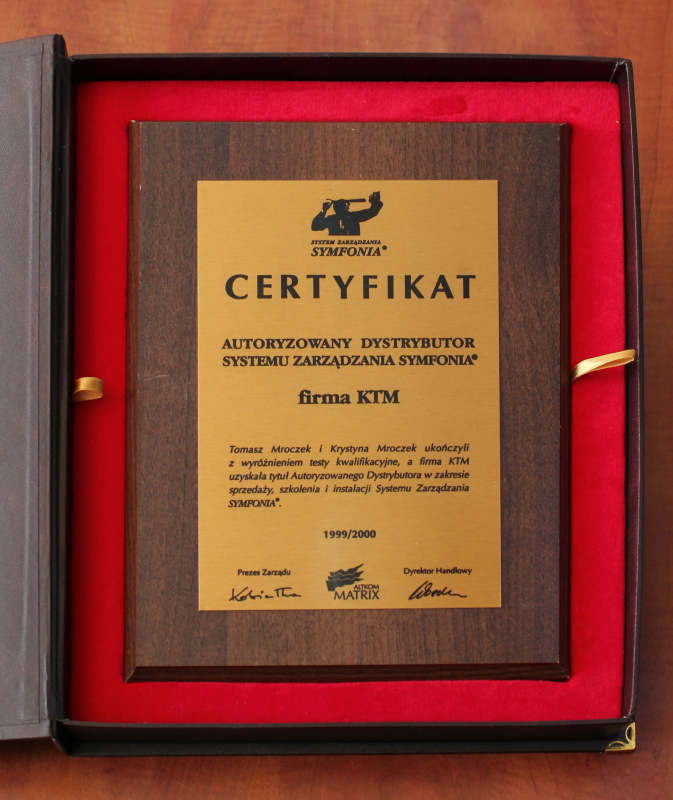 SYSTEM ZARZĄDZANIA
SYMFONIA®
CERTYFIKAT
AUTORYZOWANY DYSTRYBUTOR
SYSTEMU ZARZĄDZANIA SYMFONIA®
firma KTM
Tomasz Mroczek i Krystyna Mroczek ukończyli
z wyróżnieniem testy kwalifikacyjne, a firma KTM
uzyskała tytuł Autoryzowanego Dystrybutora w zakresie
sprzedaży, szkolenia i instalacji Systemu Zarządzania
SYMFONIA®.
1999/2000
Prezes Zarządu
Dyrektor Handlowy
ALTKOM
MATRIX